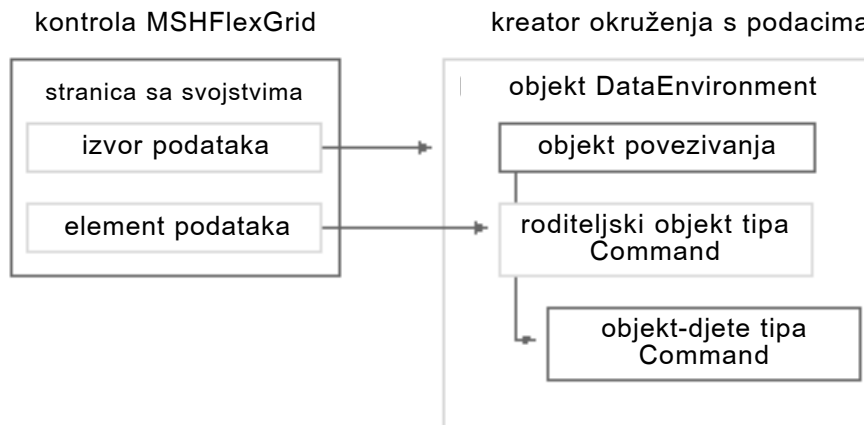 kontrola MSHFlexGrid
kreator okruženja s podacima
stranica sa svojstvima
izvor podataka
element podataka
objekt DataEnvironment
objekt povezivanja
roditeljski objekt tipa
Command
objekt-djete tipa
Command